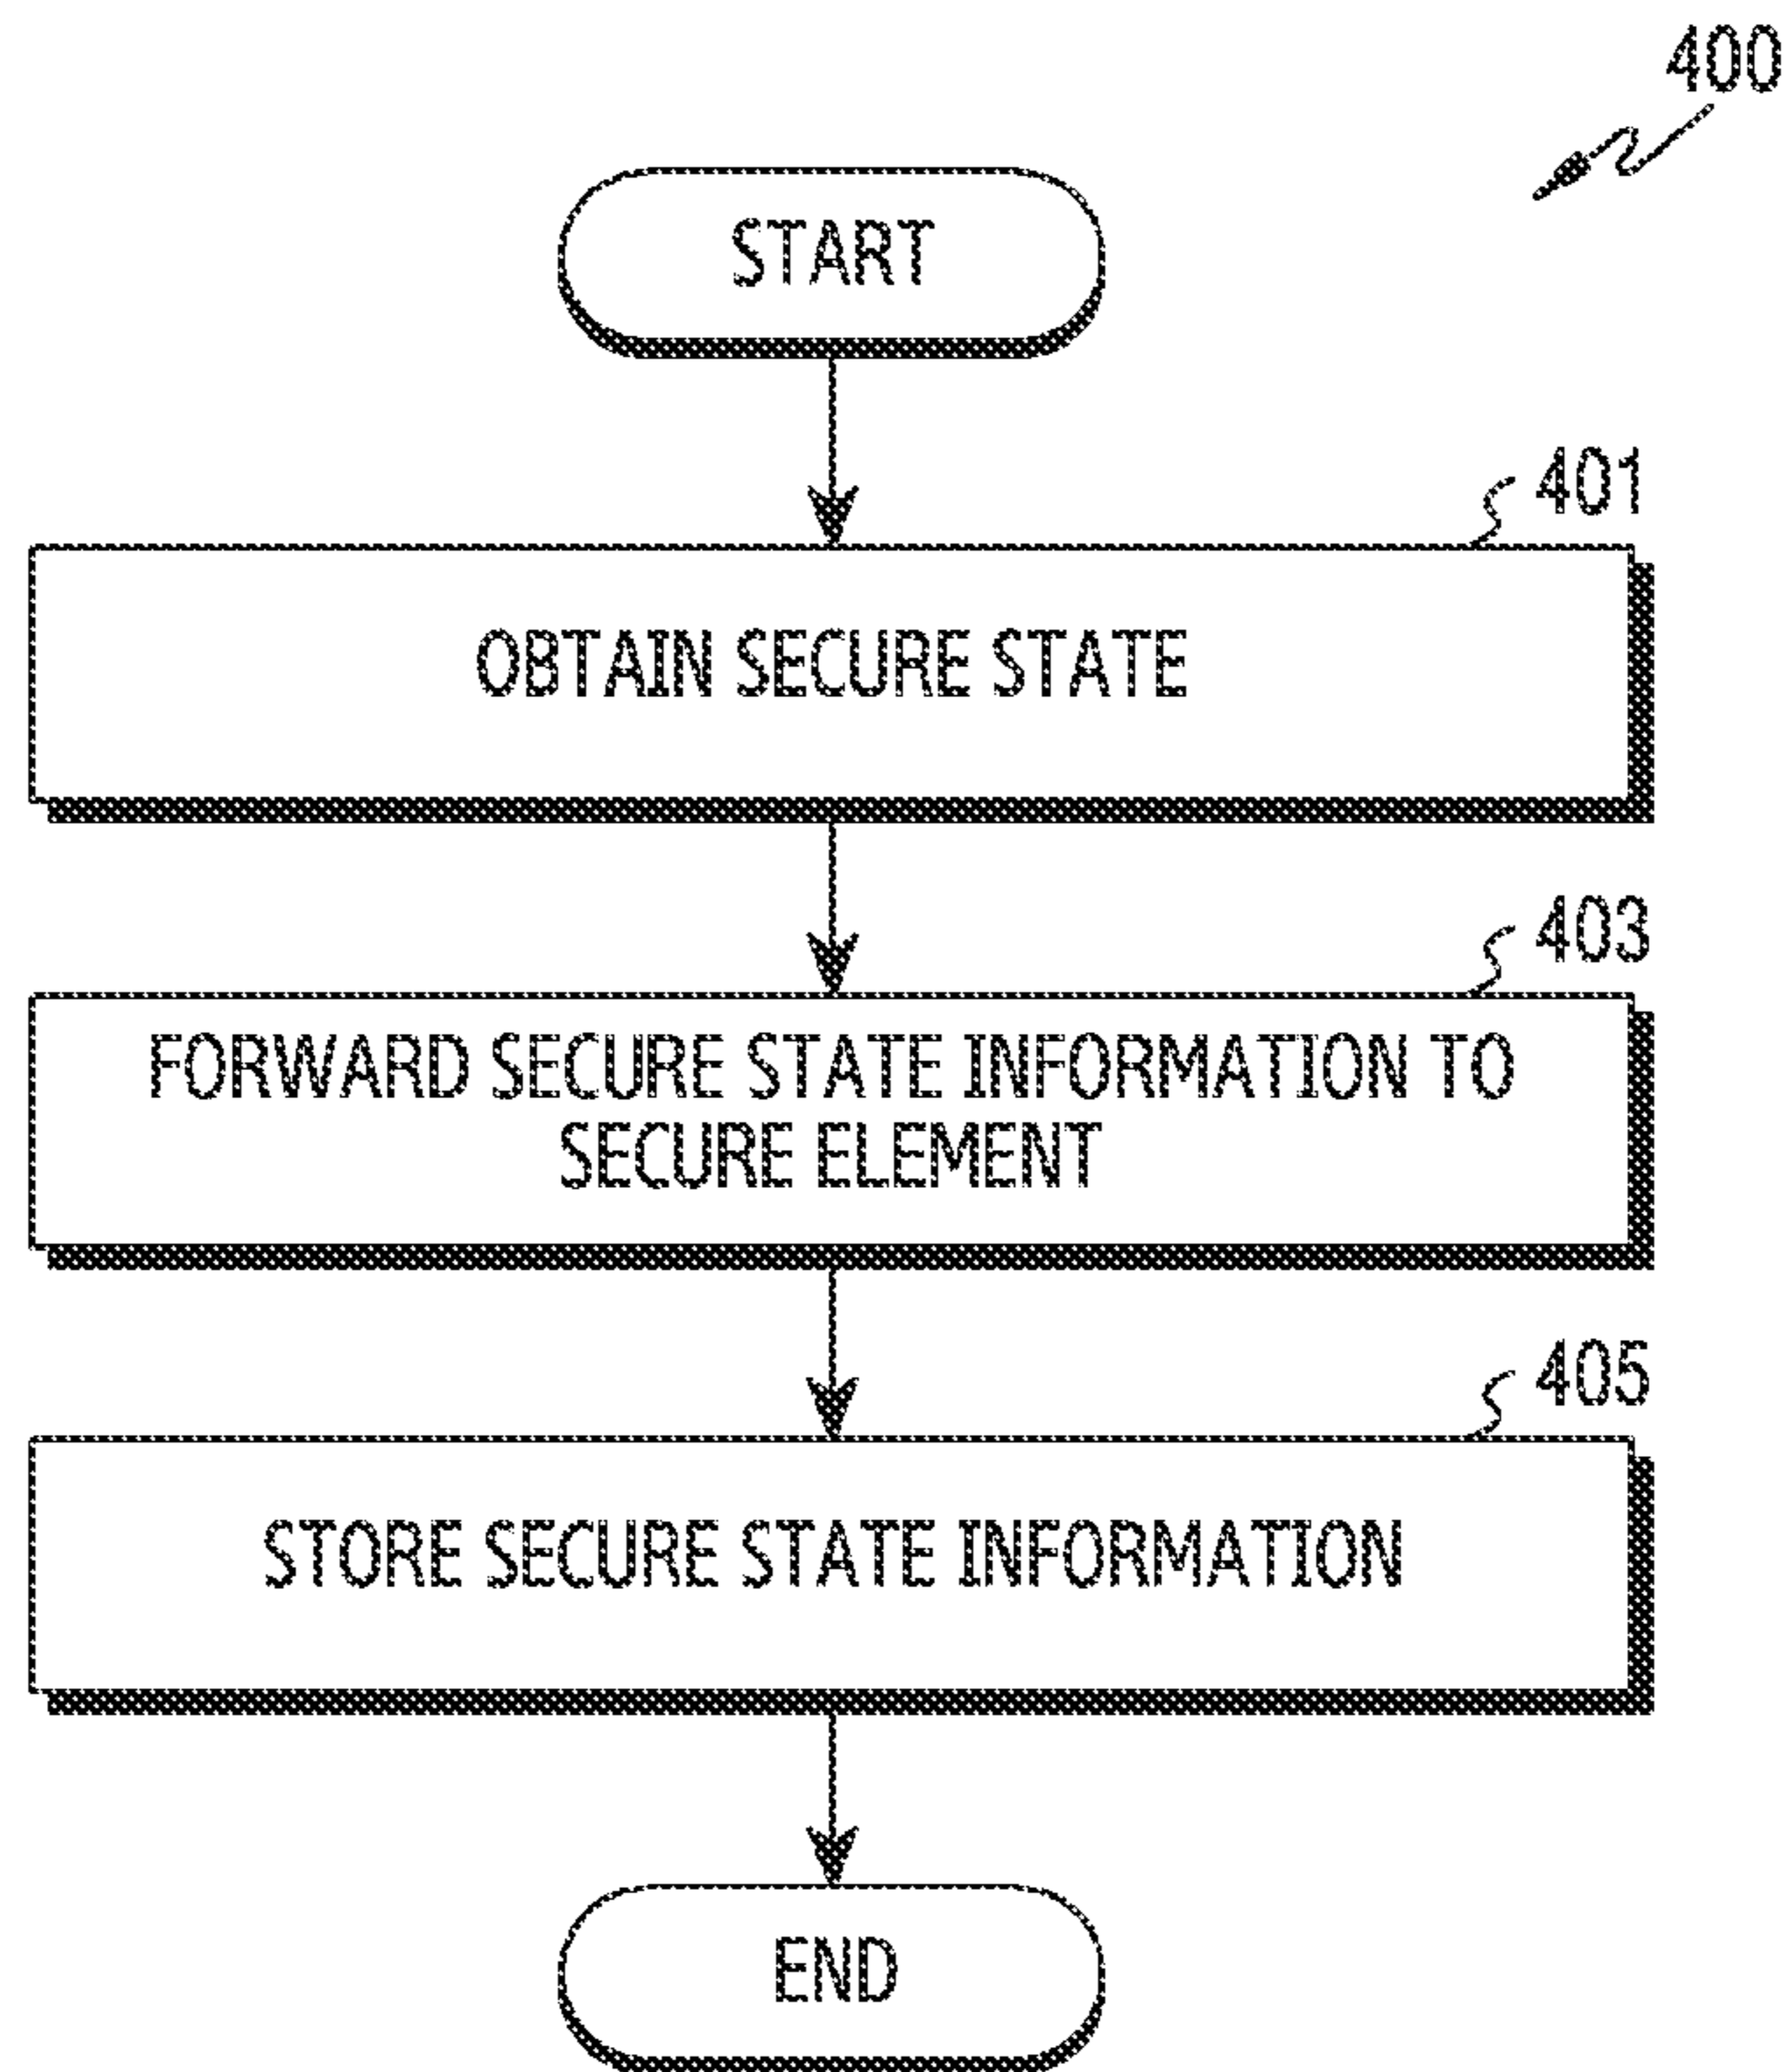 400
START
401
OBTAIN SECURE STATE
403
FORWARD SECURE STATE INFORMATION TO
SECURE ELEMENT
405
STORE SECURE STATE INFORMATION
END